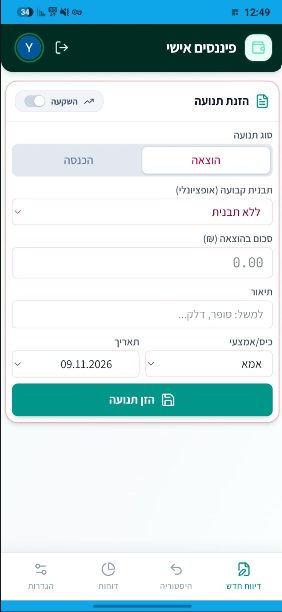 34 12:49
פיננסים אישי Y
הזנת תנועה השקעה
סוג תנועה
הוצאה הכנסה
תבנית קבועה (אופציונלי)
ללא תבנית
סכום בהוצאה (₪)
0.00
תיאור
למשל: סופר, דלק...
כיס/אמצעי תאריך
אמא 09.11.2026
הזן תנועה
דיווח חדש היסטוריה דוחות הגדרות